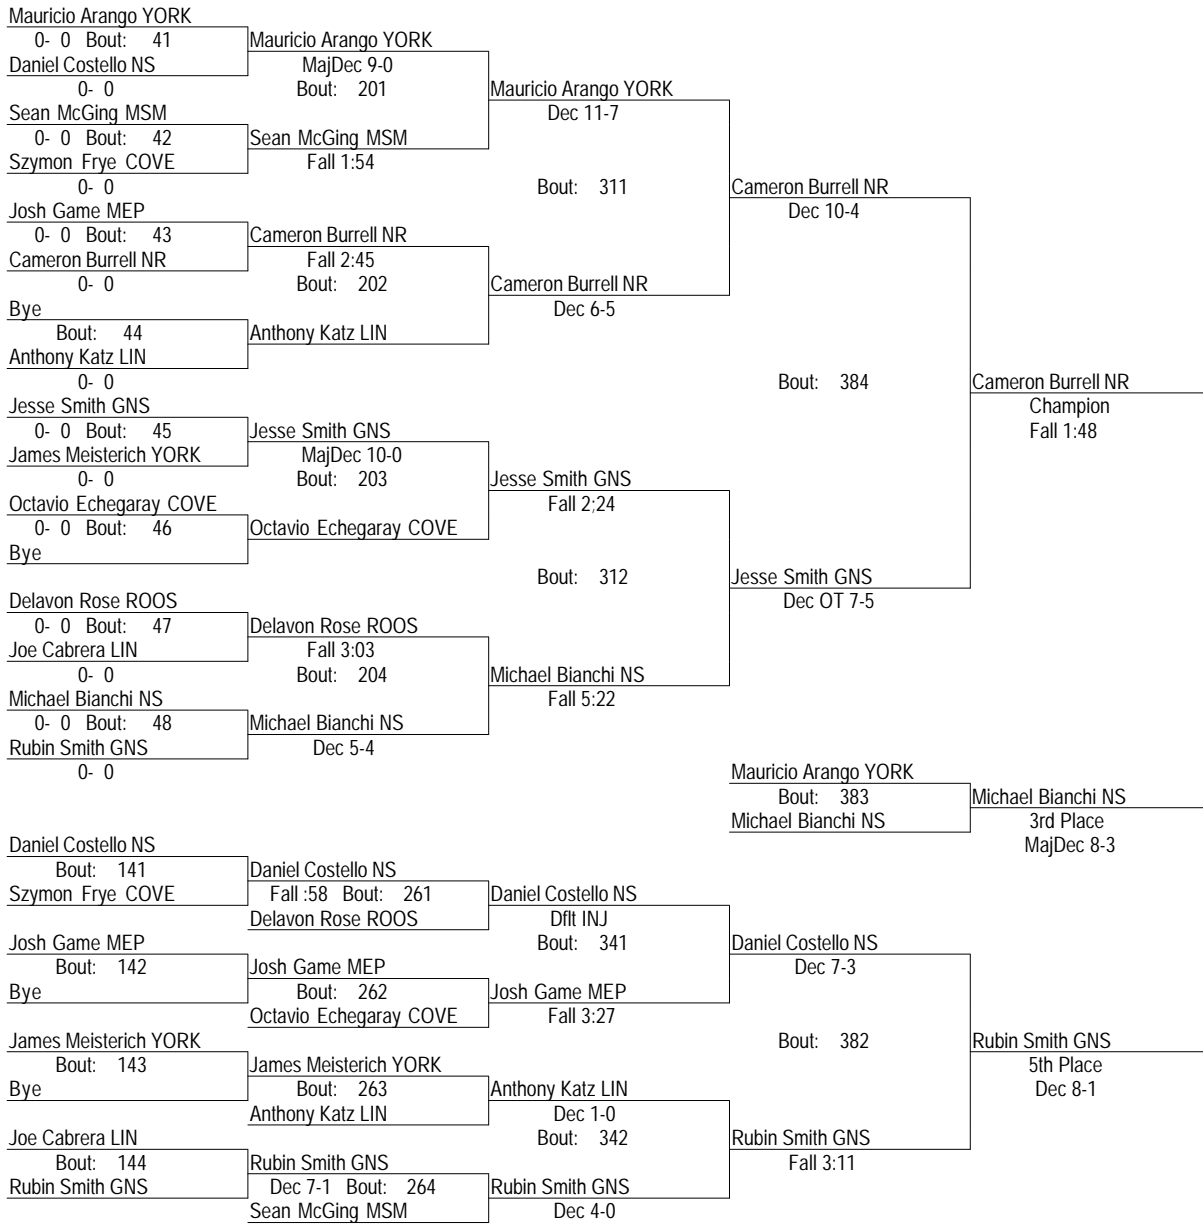 Mauricio Arango YORK
0- 0 Bout: 41
Daniel Costello NS
0- 0
Sean McGing MSM
0- 0 Bout: 42
Szymon Frye COVE
0- 0
Josh Game MEP
0- 0 Bout: 43
Cameron Burrell NR
0- 0
Bye
Bout: 44
Anthony Katz LIN
0- 0
Jesse Smith GNS
0- 0 Bout: 45
James Meisterich YORK
0- 0
Octavio Echegaray COVE
0- 0 Bout: 46
Bye
Delavon Rose ROOS
0- 0 Bout: 47
Joe Cabrera LIN
0- 0
Michael Bianchi NS
0- 0 Bout: 48
Rubin Smith GNS
0- 0
Mauricio Arango YORK
MajDec 9-0
Bout: 201
Sean McGing MSM
Fall 1:54
Cameron Burrell NR
Fall 2:45
Bout: 202
Anthony Katz LIN
Jesse Smith GNS
MajDec 10-0
Bout: 203
Octavio Echegaray COVE
Delavon Rose ROOS
Fall 3:03
Bout: 204
Michael Bianchi NS
Dec 5-4
Mauricio Arango YORK
Dec 11-7
Bout: 311
Cameron Burrell NR
Dec 6-5
Jesse Smith GNS
Fall 2;24
Bout: 312
Michael Bianchi NS
Fall 5:22
Cameron Burrell NR
Dec 10-4
Bout: 384
Jesse Smith GNS
Dec OT 7-5
Cameron Burrell NR
Champion
Fall 1:48
Mauricio Arango YORK
Bout: 383
Michael Bianchi NS
Michael Bianchi NS
3rd Place
MajDec 8-3
Daniel Costello NS
Bout: 141
Szymon Frye COVE
Josh Game MEP
Bout: 142
Bye
James Meisterich YORK
Bout: 143
Bye
Joe Cabrera LIN
Bout: 144
Rubin Smith GNS
Daniel Costello NS
Fall :58 Bout: 261
Delavon Rose ROOS
Josh Game MEP
Bout: 262
Octavio Echegaray COVE
James Meisterich YORK
Bout: 263
Anthony Katz LIN
Rubin Smith GNS
Dec 7-1 Bout: 264
Sean McGing MSM
Daniel Costello NS
Dflt INJ
Bout: 341
Josh Game MEP
Fall 3:27
Anthony Katz LIN
Dec 1-0
Bout: 342
Rubin Smith GNS
Dec 4-0
Daniel Costello NS
Dec 7-3
Bout: 382
Rubin Smith GNS
Fall 3:11
Rubin Smith GNS
5th Place
Dec 8-1